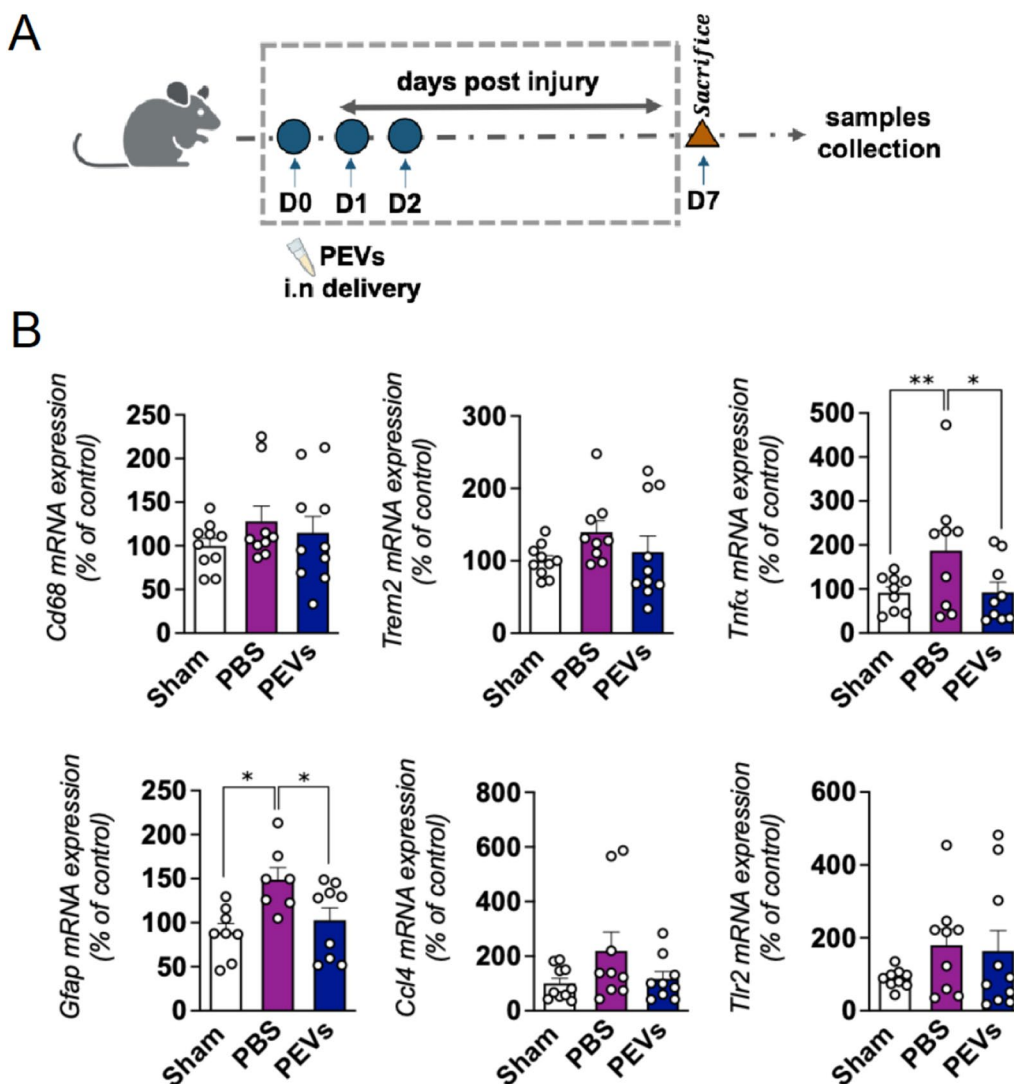 A
days post injury
Sacrifice
samples
collection
D0 D1 D2 D7
PEVs
i.n delivery
B
Cd68 mRNA expression
(% of control)
250
200
150
100
50
0
Sham PBS PEVs
Trem2 mRNA expression
(% of control)
300
200
100
0
Sham PBS PEVs
Tnfα mRNA expression
(% of control)
500
400
300
200
100
0
** *
Sham PBS PEVs
Gfap mRNA expression
(% of control)
250
200
150
100
50
0
* *
Sham PBS PEVs
Ccl4 mRNA expression
(% of control)
800
600
400
200
0
Sham PBS PEVs
Tlr2 mRNA expression
(% of control)
600
400
200
0
Sham PBS PEVs